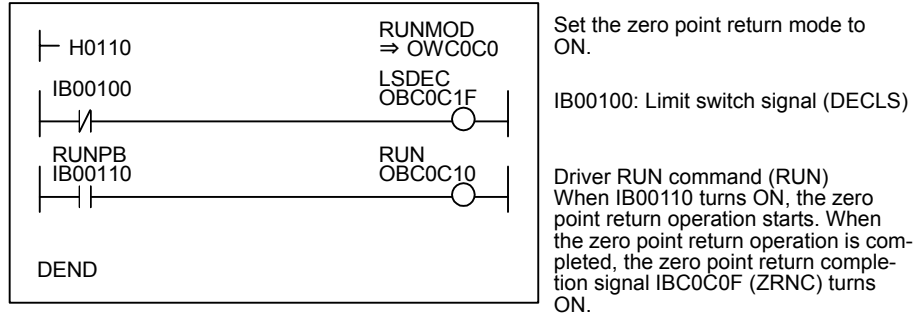 H0110
RUNMOD
⇒ OWC0C0
Set the zero point return mode to
ON.
IB00100
LSDEC
OBC0C1F
IB00100: Limit switch signal (DECLS)
RUNPB
IB00110
RUN
OBC0C10
Driver RUN command (RUN)
When IB00110 turns ON, the zero
point return operation starts. When
the zero point return operation is com-
pleted, the zero point return comple-
tion signal IBC0C0F (ZRNC) turns
ON.
DEND